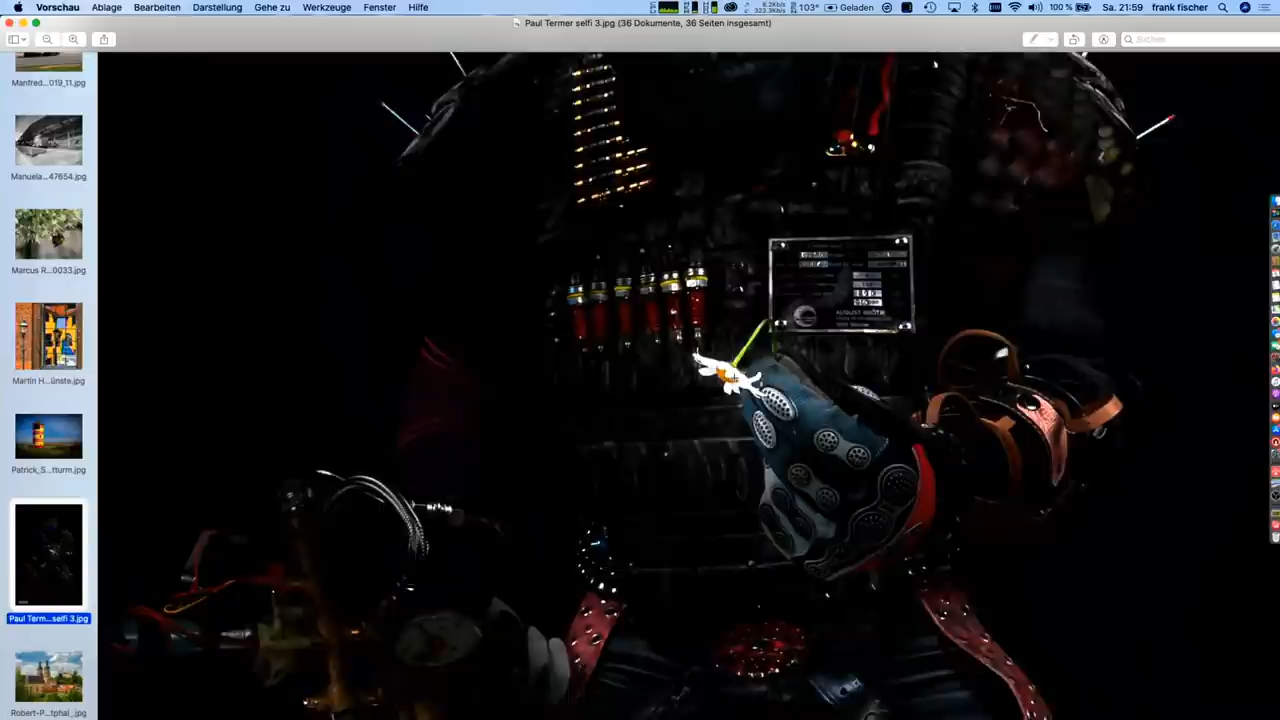 Vorschau Ablage Bearbeiten Darstellung Gehe zu Werkzeuge Fenster Hilfe
103° Geladen 100 % Sa. 21:59 frank fischer
Paul Termer selfi 3.jpg (36 Dokumente, 36 Seiten insgesamt)
Suchen
Manfred...019_11.jpg
Manuela...47654.jpg
Marcus R...0033.jpg
Martin H...ünste.jpg
Patrick_S...tturm.jpg
Paul Term...selfi 3.jpg
Robert-P...tphal_.jpg
AUGUST